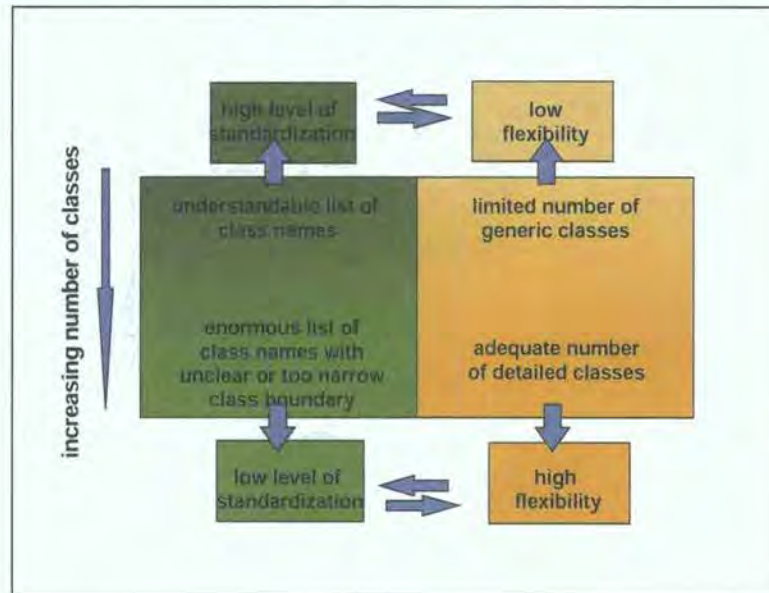 high level of
standardization
low
flexibility
understandable list of
class names
limited number of
generic classes
increasing number of classes
enormous list of
class names with
unclear or too narrow
class boundary
adequate number
of detailed classes
low level of
standardization
high
flexibility